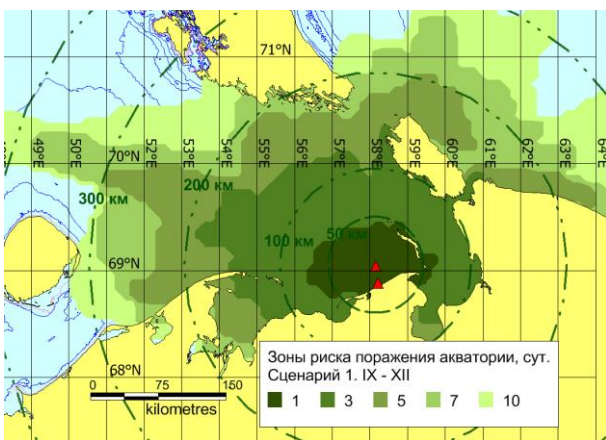 71°N
49°E
50°E
52°E
53°E
54°E
56°E
57°E
58°E
59°E
60°E
61°E
63°E
64°E
70°N
200 км
300 км
100 км
50 км
69°N
68°N
0 75 150
kilometres
Зоны риска поражения акватории, сут.
Сценарий 1. IX - XII
1 3 5 7 10